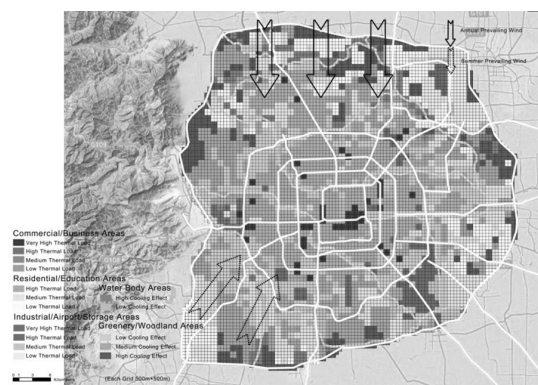 Annual Prevailing Wind
Summer Prevailing Wind
Commercial/Business Areas
Very High Thermal Load
High Thermal Load
Medium Thermal Load
Low Thermal Load
Residential/Education Areas
High Thermal Load
Medium Thermal Load
Low Thermal Load
Industrial/Airport/Storage Areas
Very High Thermal Load
High Thermal Load
Medium Thermal Load
Low Thermal Load
Water Body Areas
High Cooling Effect
Low Cooling Effect
Greenery/Woodland Areas
Low Cooling Effect
Medium Cooling Effect
High Cooling Effect
(Each Grid 500m*500m)